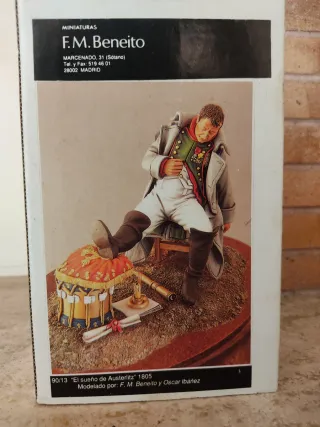 MINIATURAS
F. M. Beneito
MARCENADO, 31 (Sótano)
Tel. y Fax: 519 46 01
28002 MADRID
90/13 "El sueño de Austerlitz" 1805
Modelado por: F. M. Beneito y Oscar Ibáñez